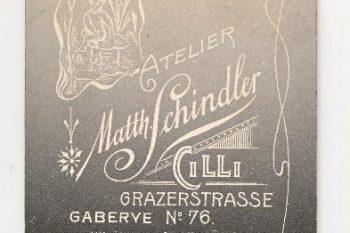 ATELIER
Matth Schindler
CILLI
GRAZERSTRASSE
GABERYE No 76.